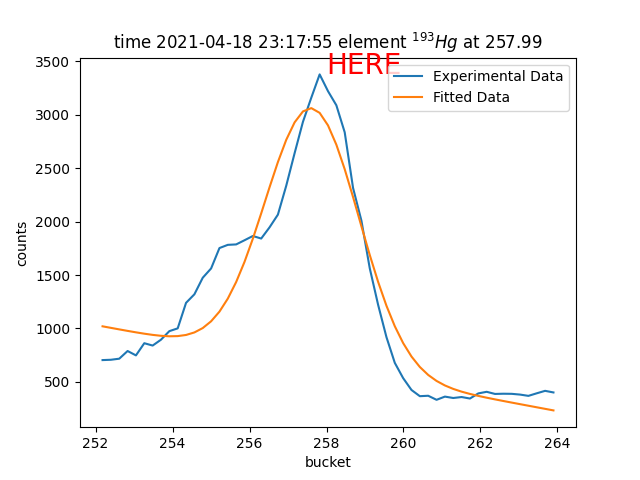 time 2021-04-18 23:17:55 element ¹⁹³Hg at 257.99
HERE
Experimental Data
Fitted Data
counts
3500
3000
2500
2000
1500
1000
500
252 254 256 258 260 262 264
bucket